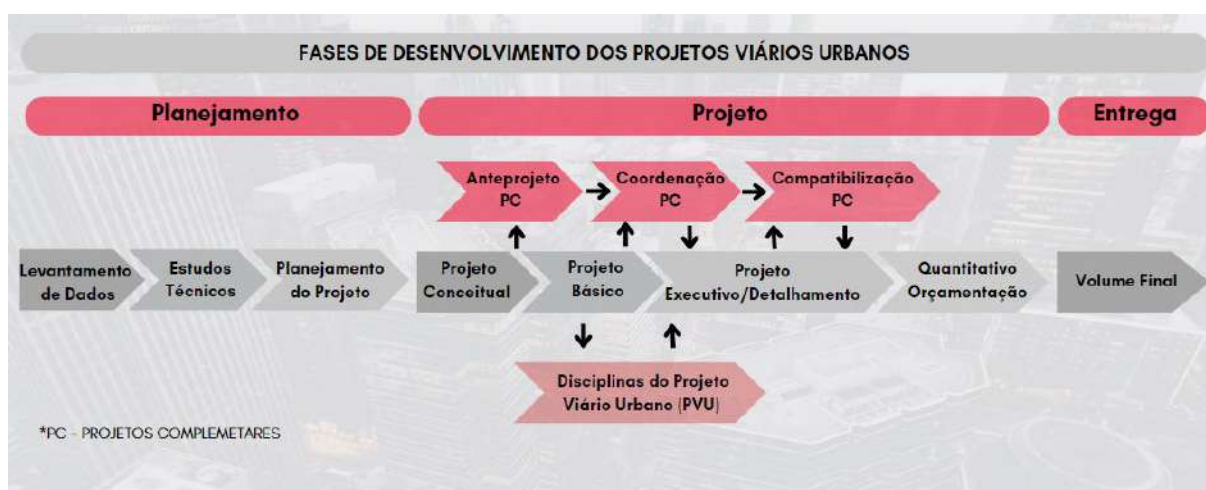 FASES DE DESENVOLVIMENTO DOS PROJETOS VIÁRIOS URBANOS
Planejamento
Projeto
Entrega
Anteprojeto
PC
Coordenação
PC
Compatibilização
PC
Levantamento
de Dados
Estudos
Técnicos
Planejamento
do Projeto
Projeto
Conceitual
Projeto
Básico
Projeto
Executivo/Detalhamento
Quantitativo
Orçamentação
Volume Final
Disciplinas do Projeto
Viário Urbano (PVU)
*PC - PROJETOS COMPLEMETARES